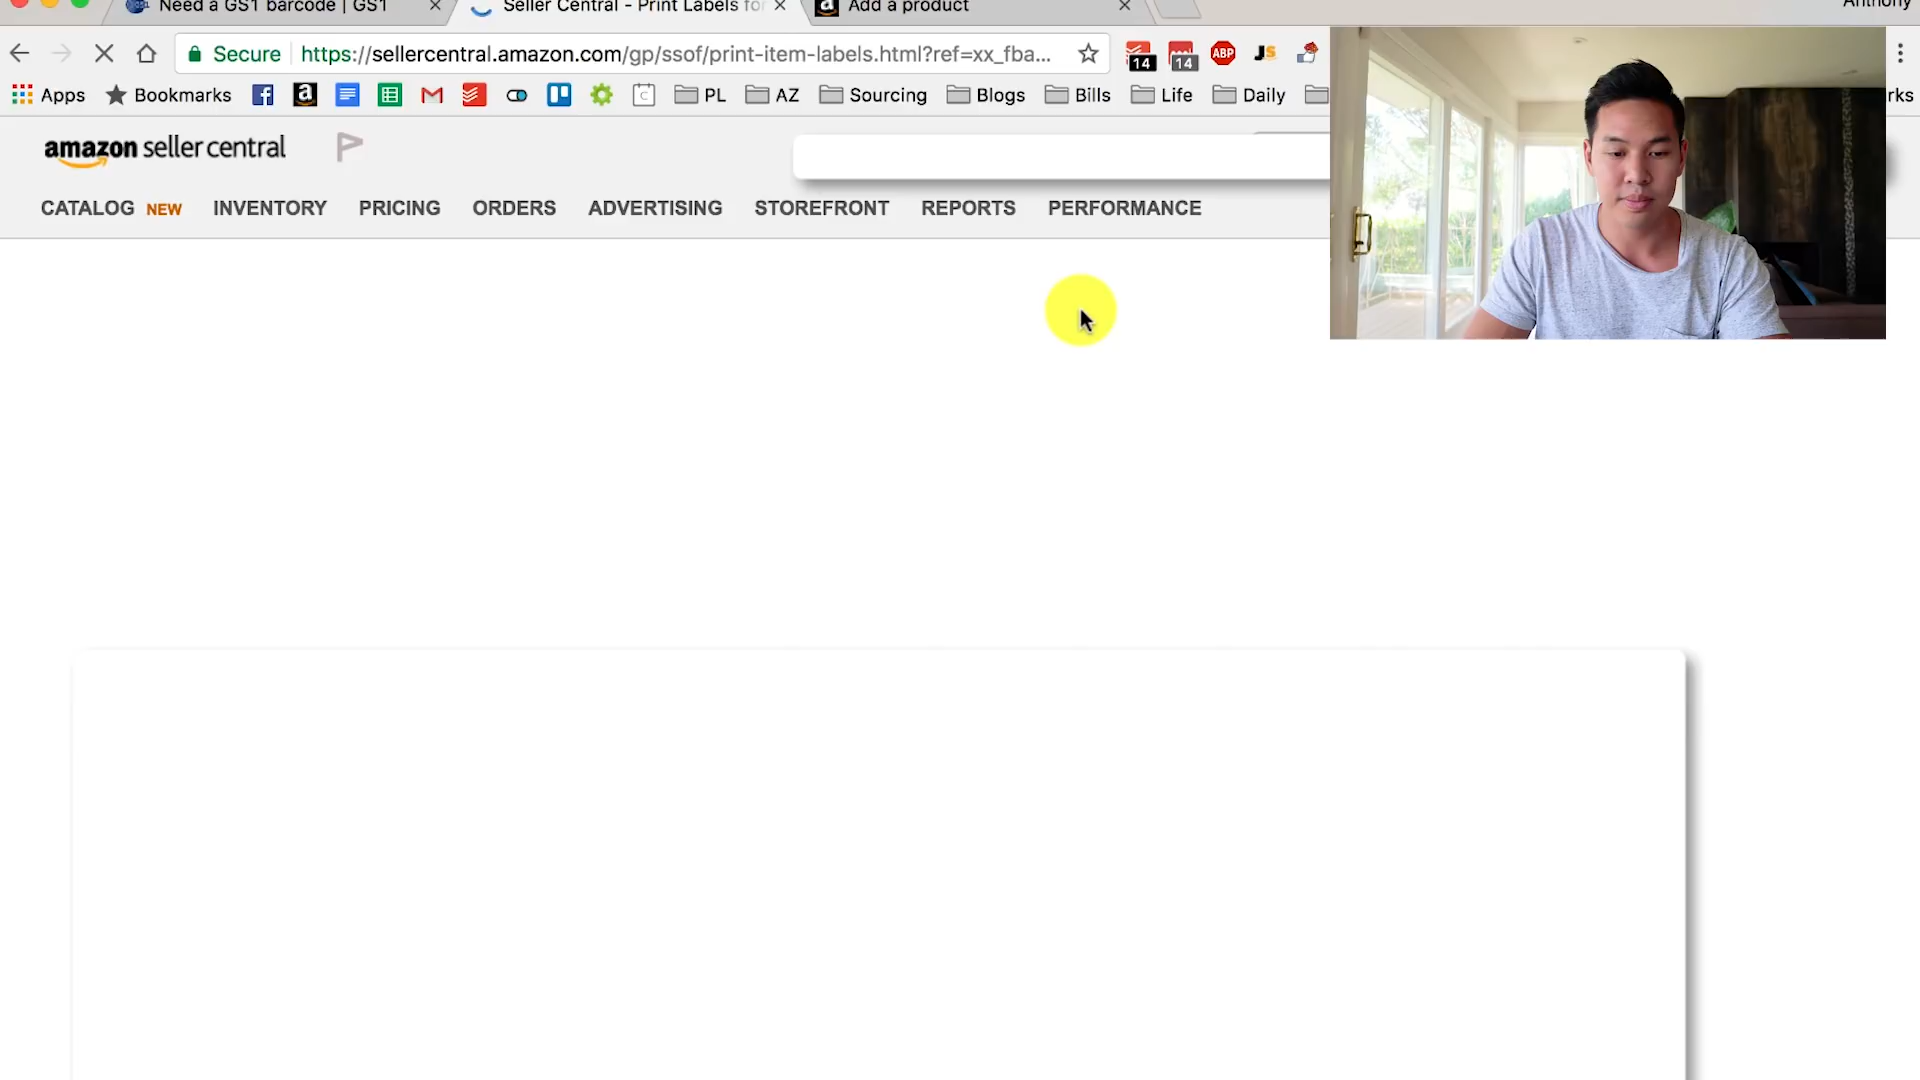 Need a GS1 barcode | GS1
Seller Central - Print Labels for
Add a product
Anthony
Secure
https://sellercentral.amazon.com/gp/ssof/print-item-labels.html?ref=xx_fba...
14
14
ABP
JS
Apps
Bookmarks
PL
AZ
Sourcing
Blogs
Bills
Life
Daily
rks
amazon seller central
CATALOG NEW INVENTORY PRICING ORDERS ADVERTISING STOREFRONT REPORTS PERFORMANCE